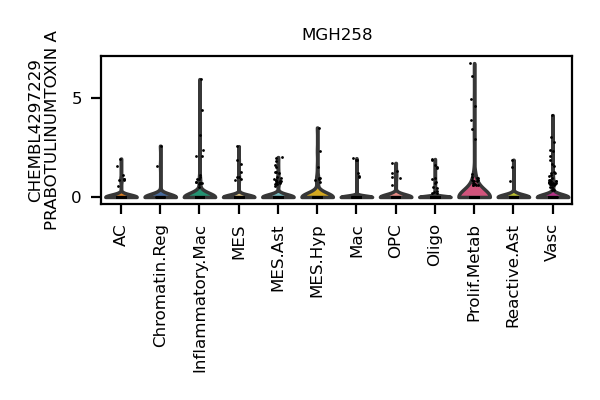 MGH258
CHEMBL4297229
PRABOTULINUMTOXIN A
5
0
AC
Chromatin.Reg
Inflammatory.Mac
MES
MES.Ast
MES.Hyp
Mac
OPC
Oligo
Prolif.Metab
Reactive.Ast
Vasc